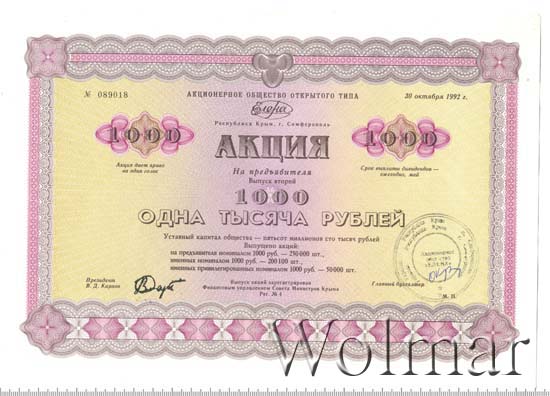 № 089018
АКЦИОНЕРНОЕ ОБЩЕСТВО ОТКРЫТОГО ТИПА
30 октября 1992 г.
Республика Крым, г. Симферополь
1000
АКЦИЯ
1000
Акция дает право
на один голос
На предъявителя
Выпуск второй
Срок выплаты дивидендов —
ежегодно, май
1000
ОДНА ТЫСЯЧА РУБЛЕЙ
Уставный капитал общества — пятьсот миллионов сто тысяч рублей
Выпущено акций:
на предъявителя номиналом 1000 руб. — 250 000 шт.,
именных номиналом 1000 руб. — 200 100 шт.,
именных привилегированных номиналом 1000 руб. — 50 000 шт.
Президент
В. Д. Карпов
Выпуск акций зарегистрирован
Финансовым управлением Совета Министров Крыма
Рег. № 4
Главный бухгалтер
М. П.
Wolmar